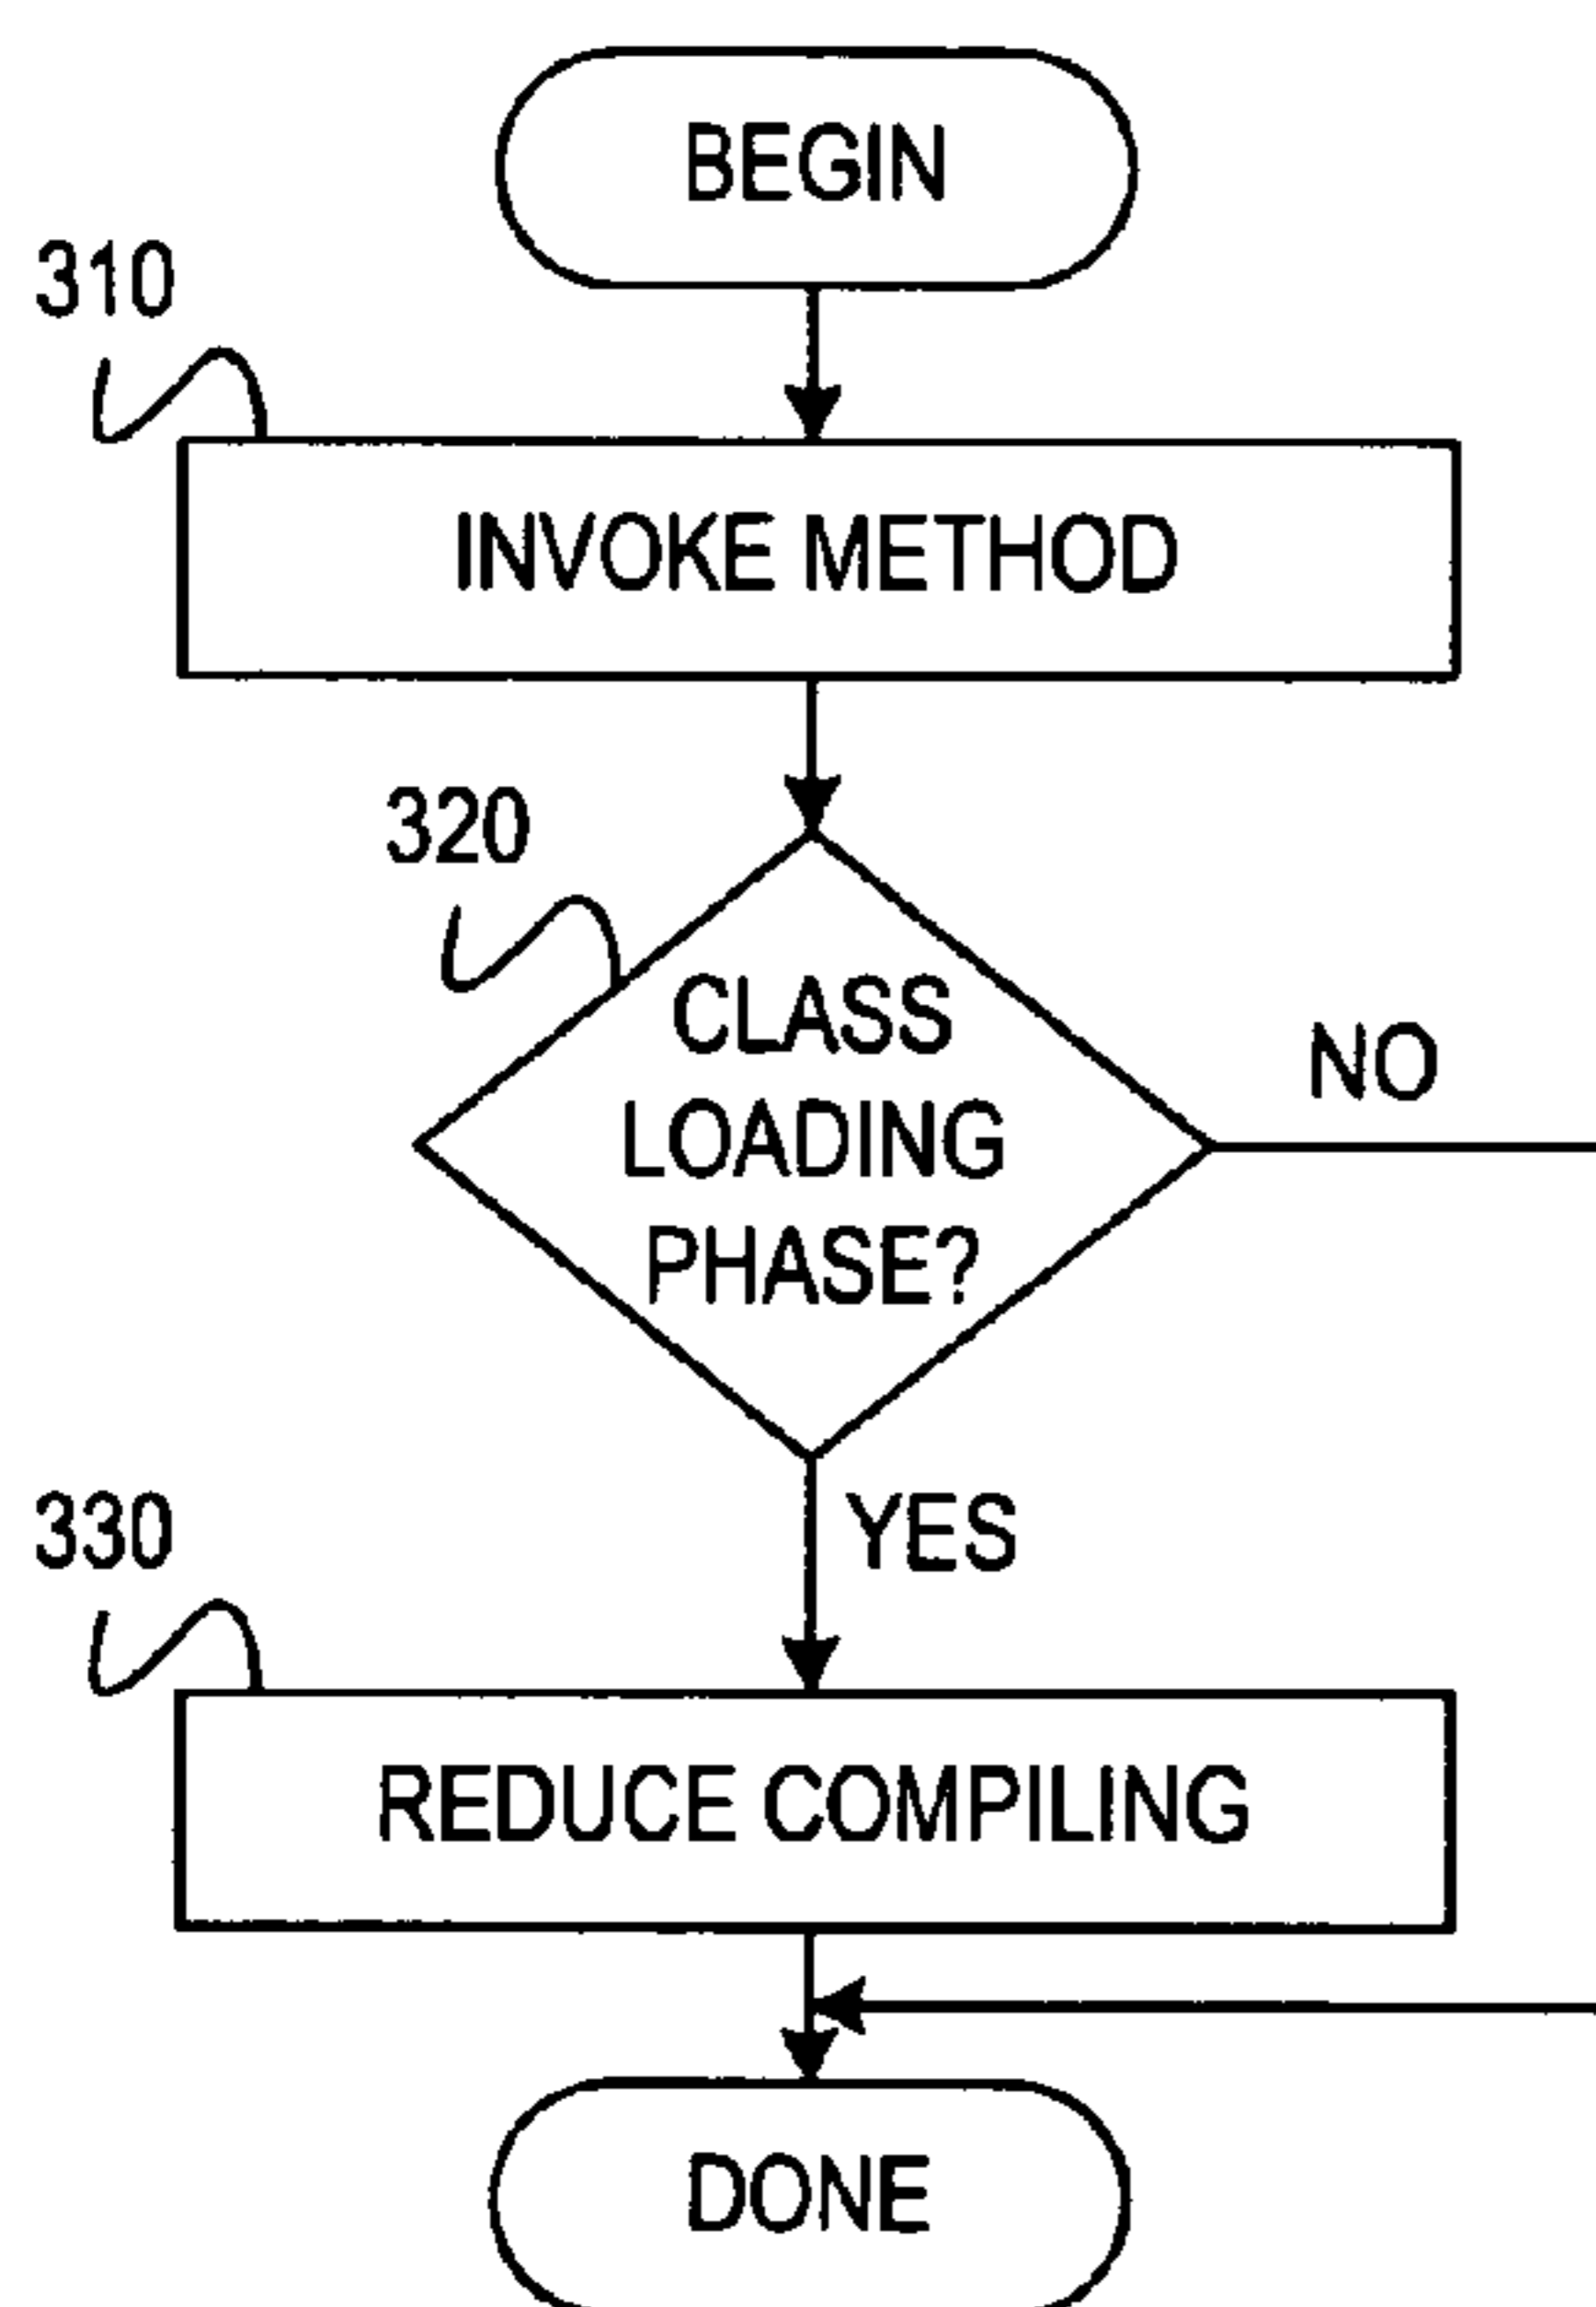 BEGIN
310
INVOKE METHOD
320
CLASS
LOADING
PHASE?
NO
YES
330
REDUCE COMPILING
DONE